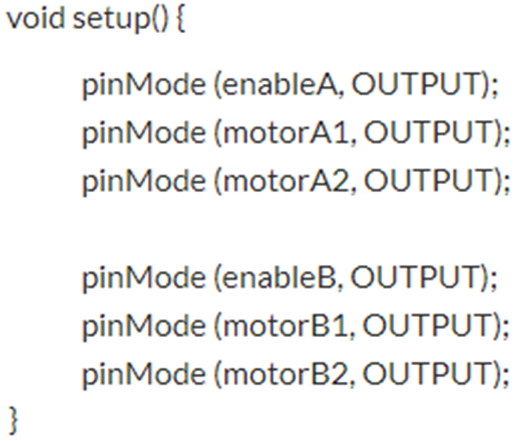 void setup() {
pinMode (enableA, OUTPUT);
pinMode (motorA1, OUTPUT);
pinMode (motorA2, OUTPUT);
pinMode (enableB, OUTPUT);
pinMode (motorB1, OUTPUT);
pinMode (motorB2, OUTPUT);
}